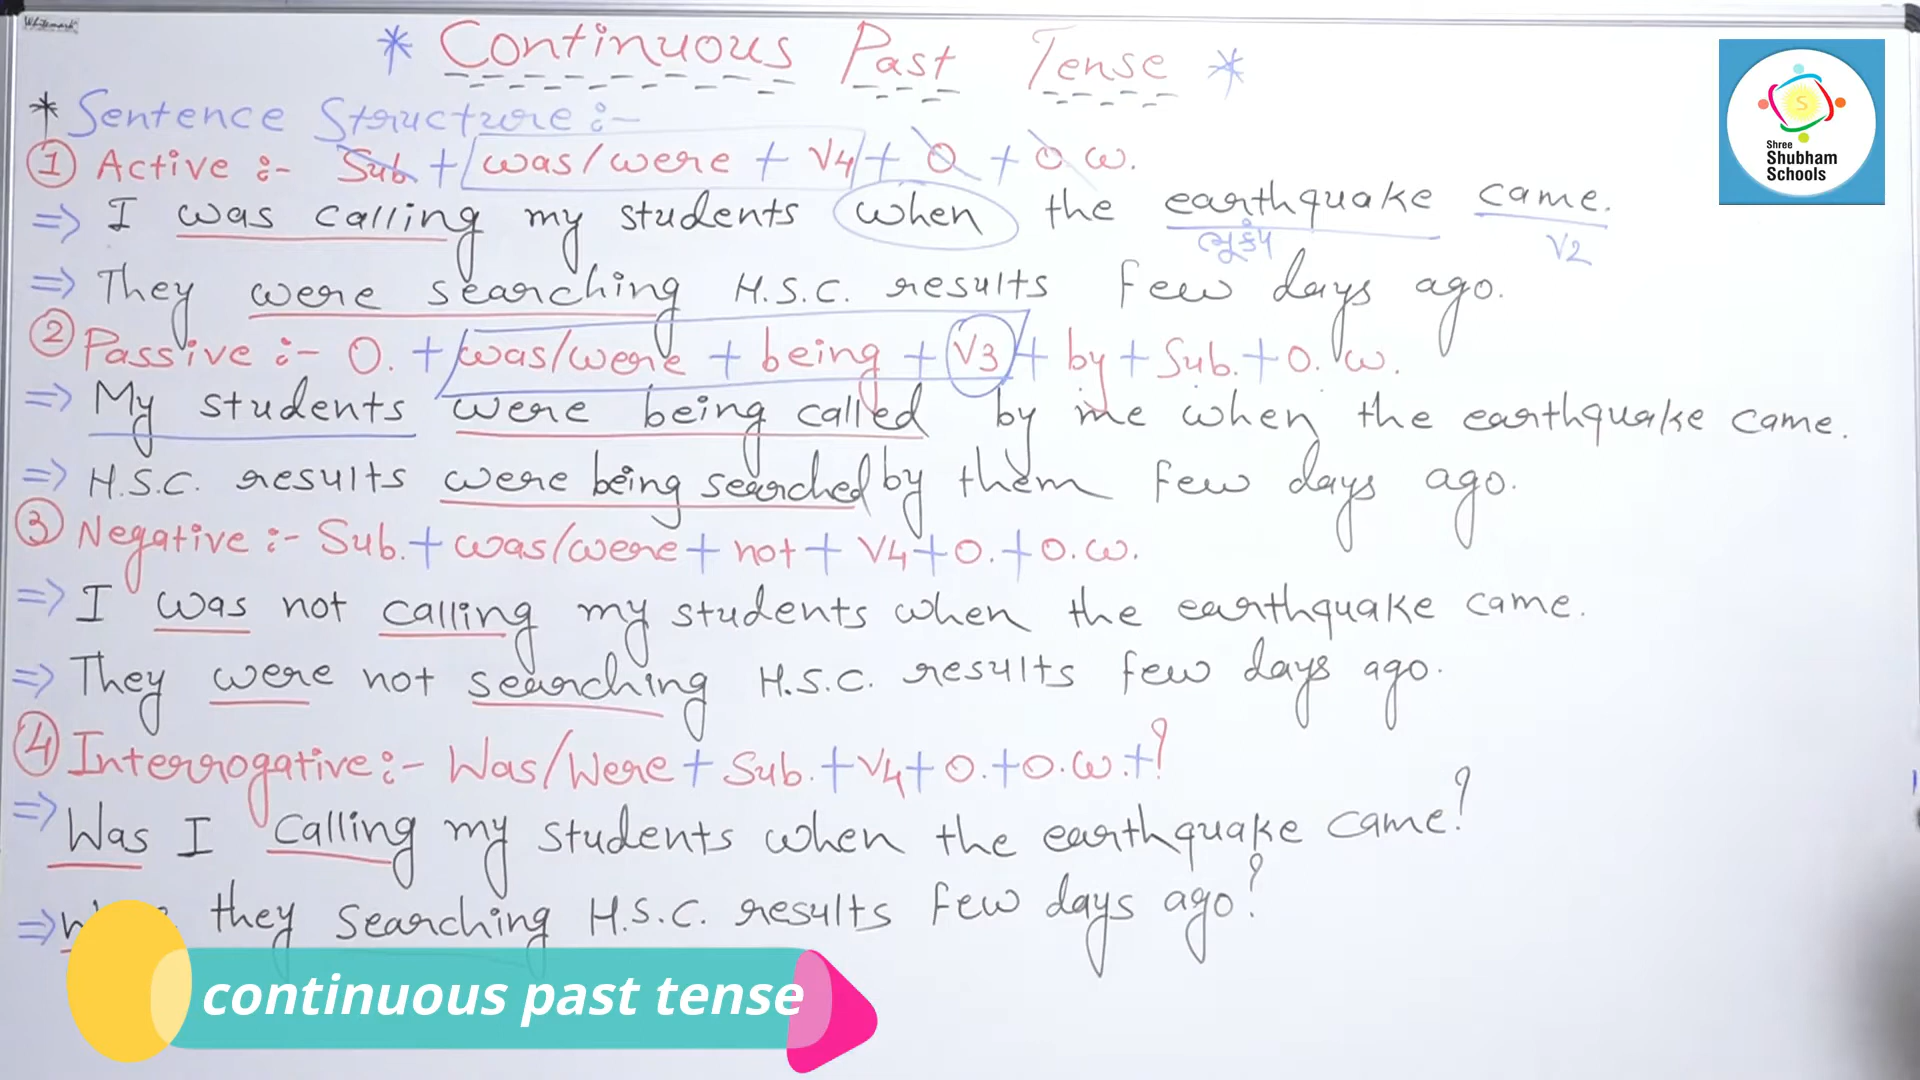 Whitemark
* Continuous Past Tense *
* Sentence Structure :-
① Active :- Sub. + was/were + V4 + O + O.W.
⇒ I was calling my students when the earthquake came.
ભૂકંપ V2
⇒ They were searching H.S.C. results few days ago.
② Passive :- O. + was/were + being + V3 + by + Sub. + O.W.
⇒ My students were being called by me when the earthquake came.
⇒ H.S.C. results were being searched by them few days ago.
③ Negative :- Sub. + was/were + not + V4 + O. + O.W.
⇒ I was not calling my students when the earthquake came.
⇒ They were not searching H.S.C. results few days ago.
④ Interrogative :- Was/Were + Sub. + V4 + O. + O.W. + ?
⇒ Was I calling my students when the earthquake came?
⇒ they searching H.S.C. results few days ago?
continuous past tense
S
Shree
Shubham
Schools